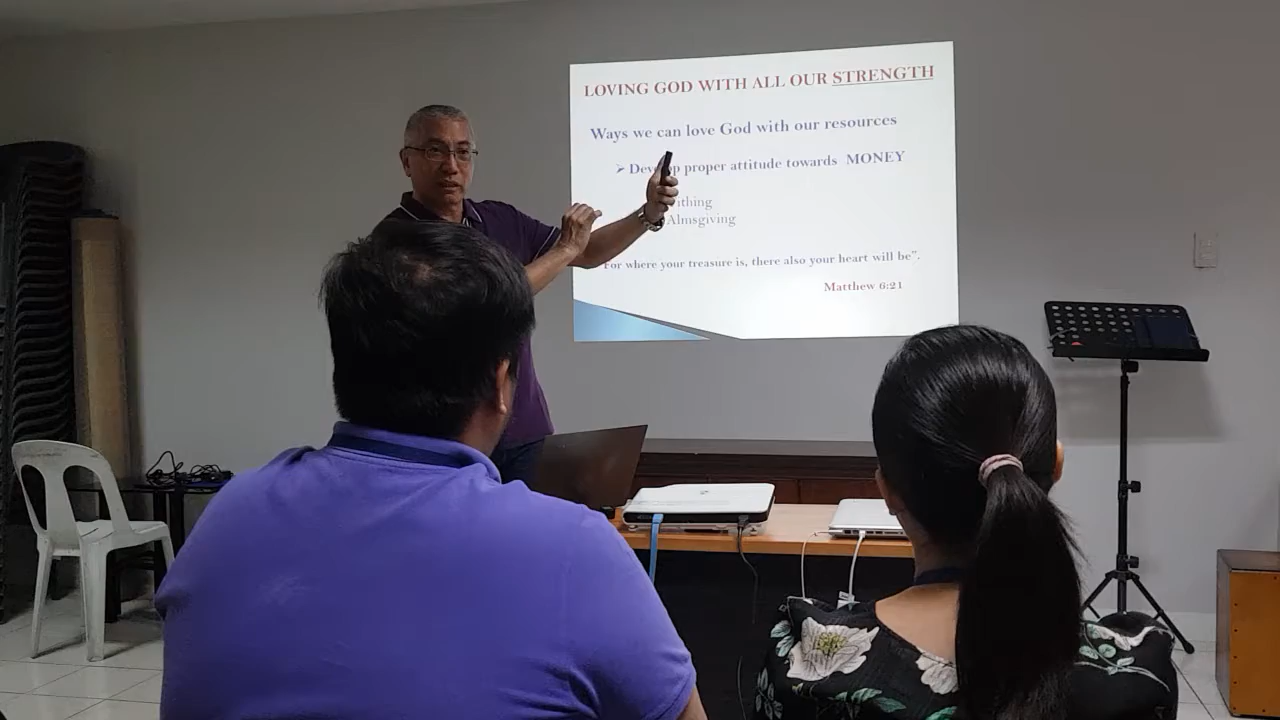 LOVING GOD WITH ALL OUR STRENGTH
Ways we can love God with our resources
➢ Develop proper attitude towards MONEY
ithing
Almsgiving
For where your treasure is, there also your heart will be".
Matthew 6:21